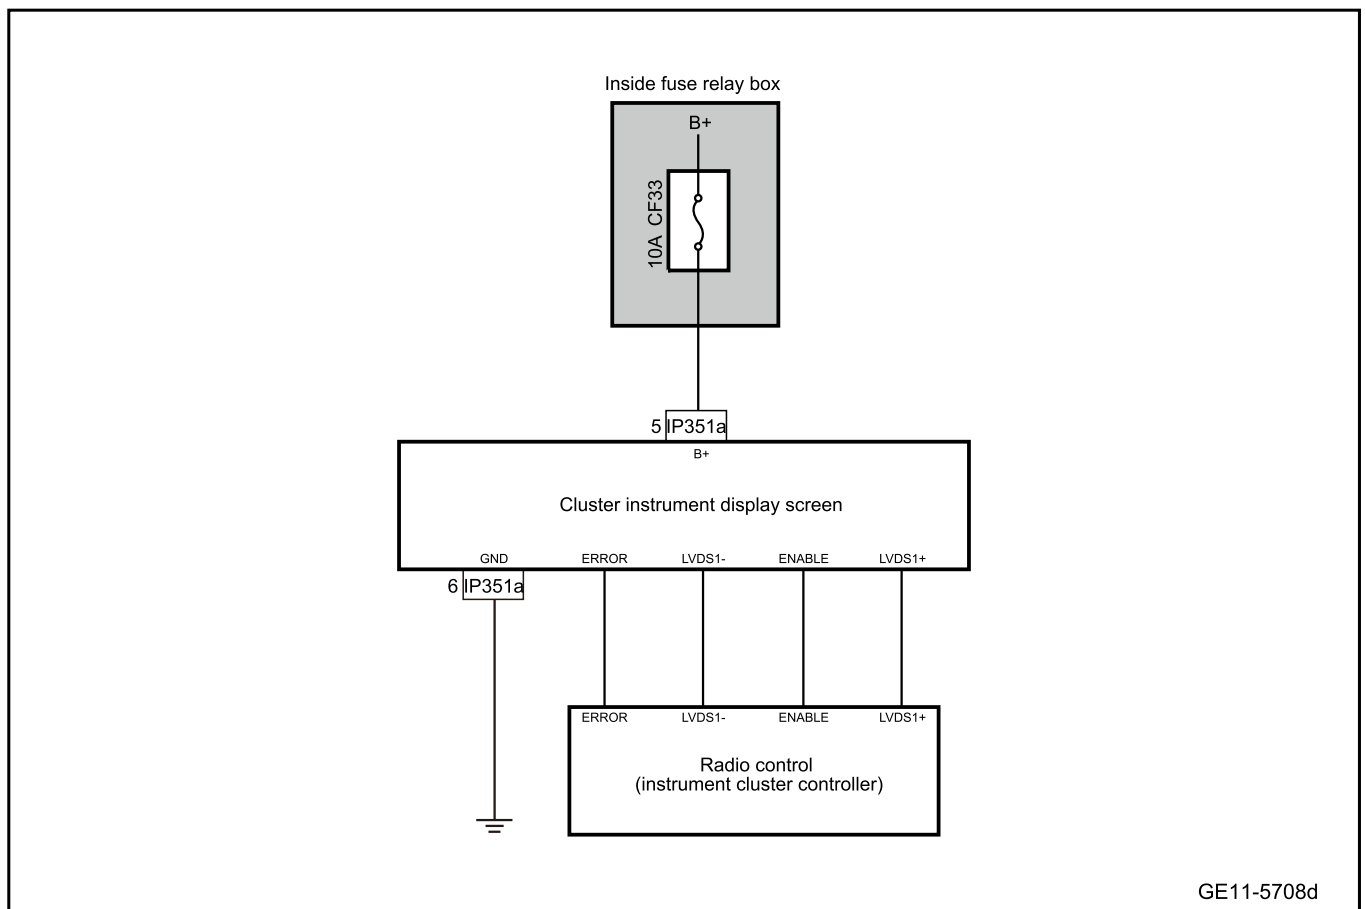 Inside fuse relay box
B+
10A CF33
5 IP351a
B+
Cluster instrument display screen
GND ERROR LVDS1- ENABLE LVDS1+
6 IP351a
ERROR LVDS1- ENABLE LVDS1+
Radio control
(instrument cluster controller)
GE11-5708d